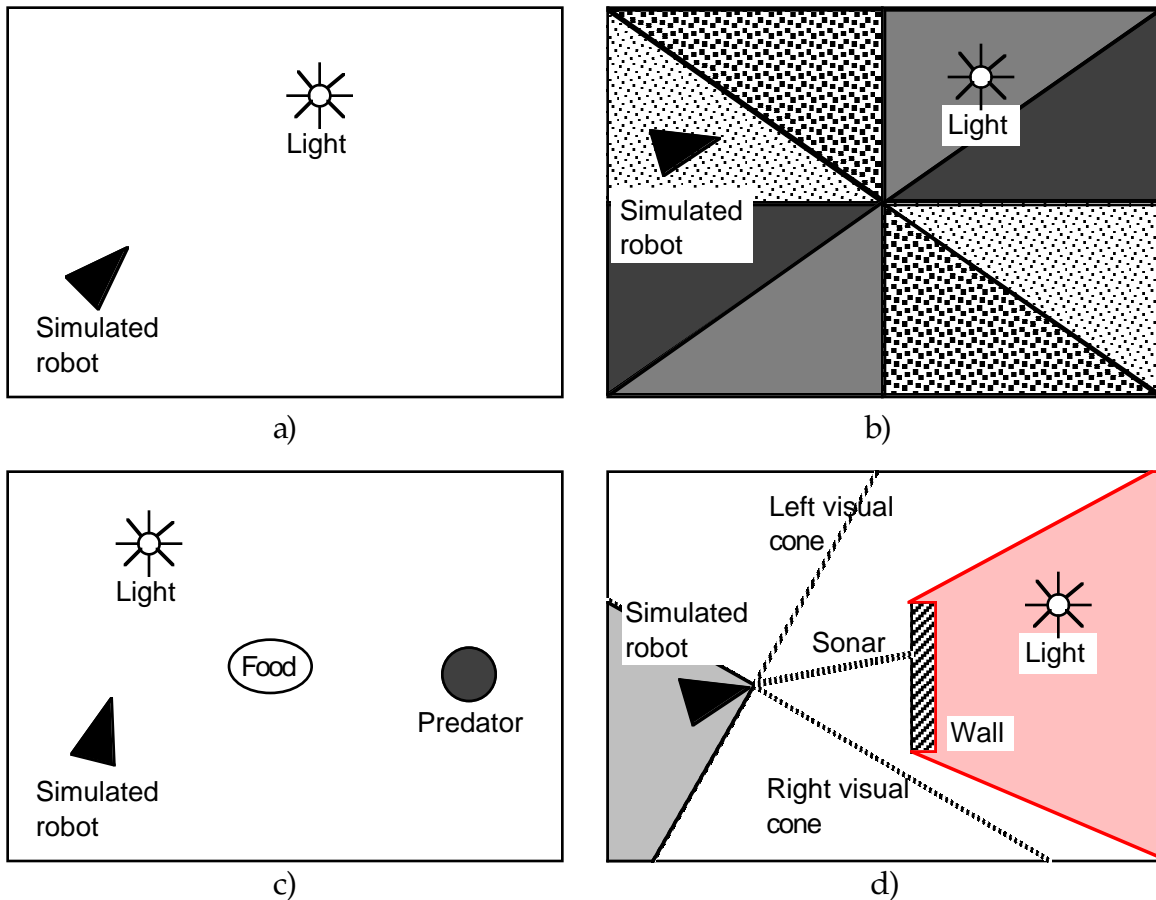 Light
Simulated
robot
a)
Light
Simulated
robot
b)
Light
Food
Predator
Simulated
robot
c)
Left visual
cone
Simulated
robot
Sonar
Light
Wall
Right visual
cone
d)